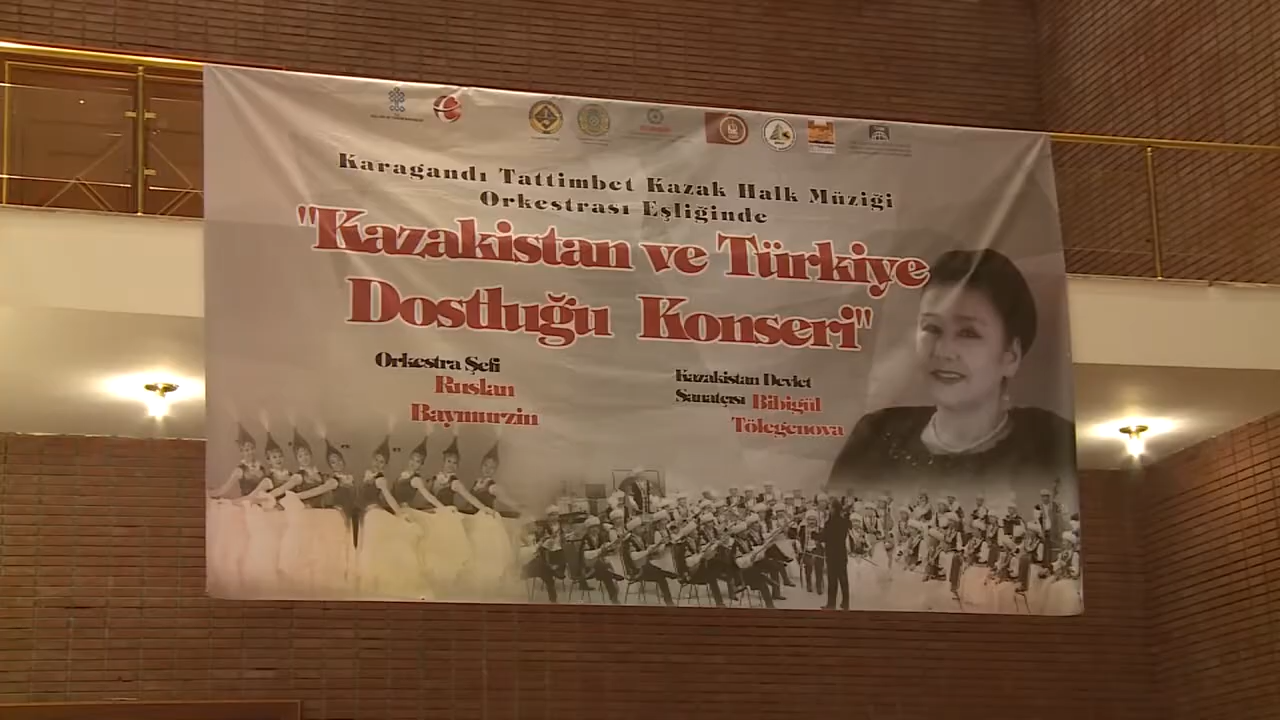 Karagandı Tattimbet Kazak Halk Müziği
Orkestrası Eşliğinde
"Kazakistan ve Türkiye
Dostluğu Konseri"
Orkestra Şefi
Ruslan
Baymurzin
Kazakistan Devlet
Sanatçısı Bibigül
Tölegenova